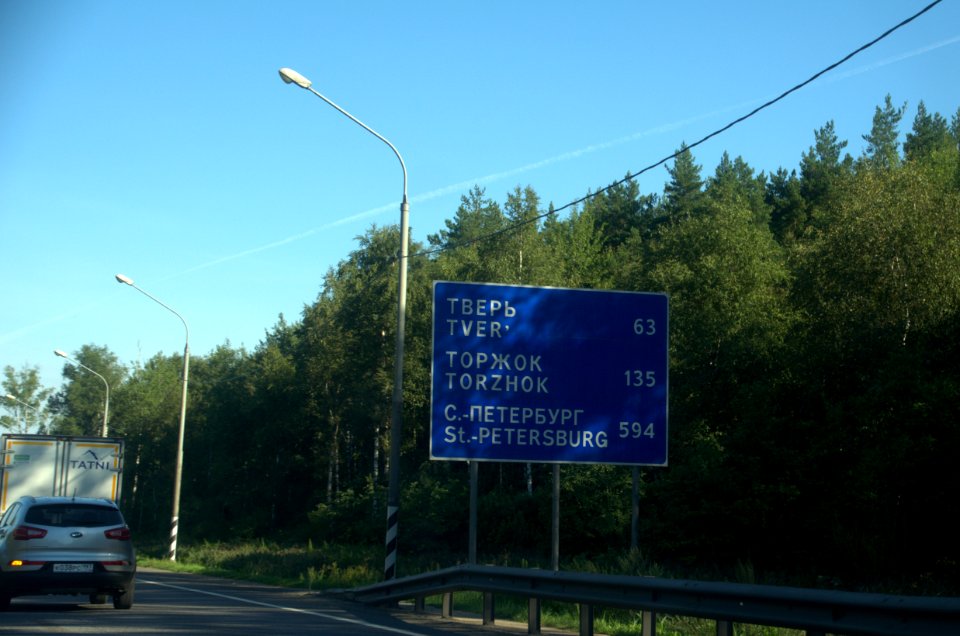 ТВЕРЬ
TVER'
63
ТОРЖОК
TORZHOK
135
С.-ПЕТЕРБУРГ
St.-PETERSBURG
594
TATNI